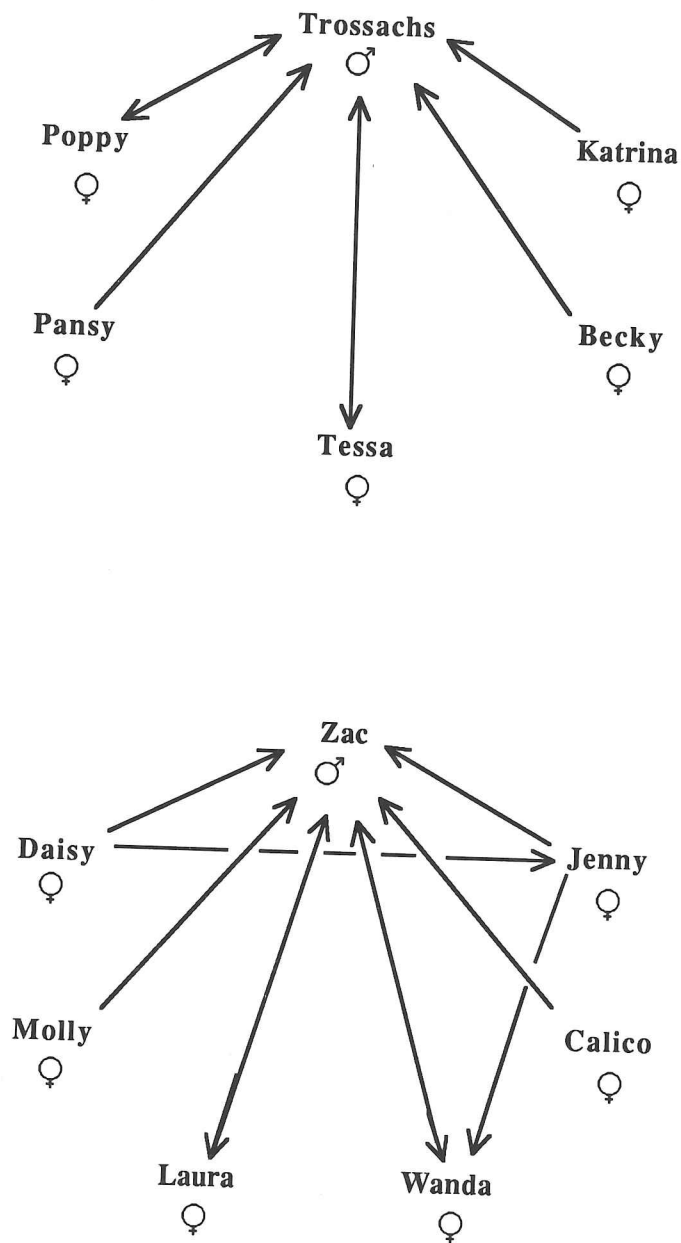 Trossachs
♂
Poppy
♀
Katrina
♀
Pansy
♀
Becky
♀
Tessa
♀
Zac
♂
Daisy
♀
Jenny
♀
Molly
♀
Calico
♀
Laura
♀
Wanda
♀